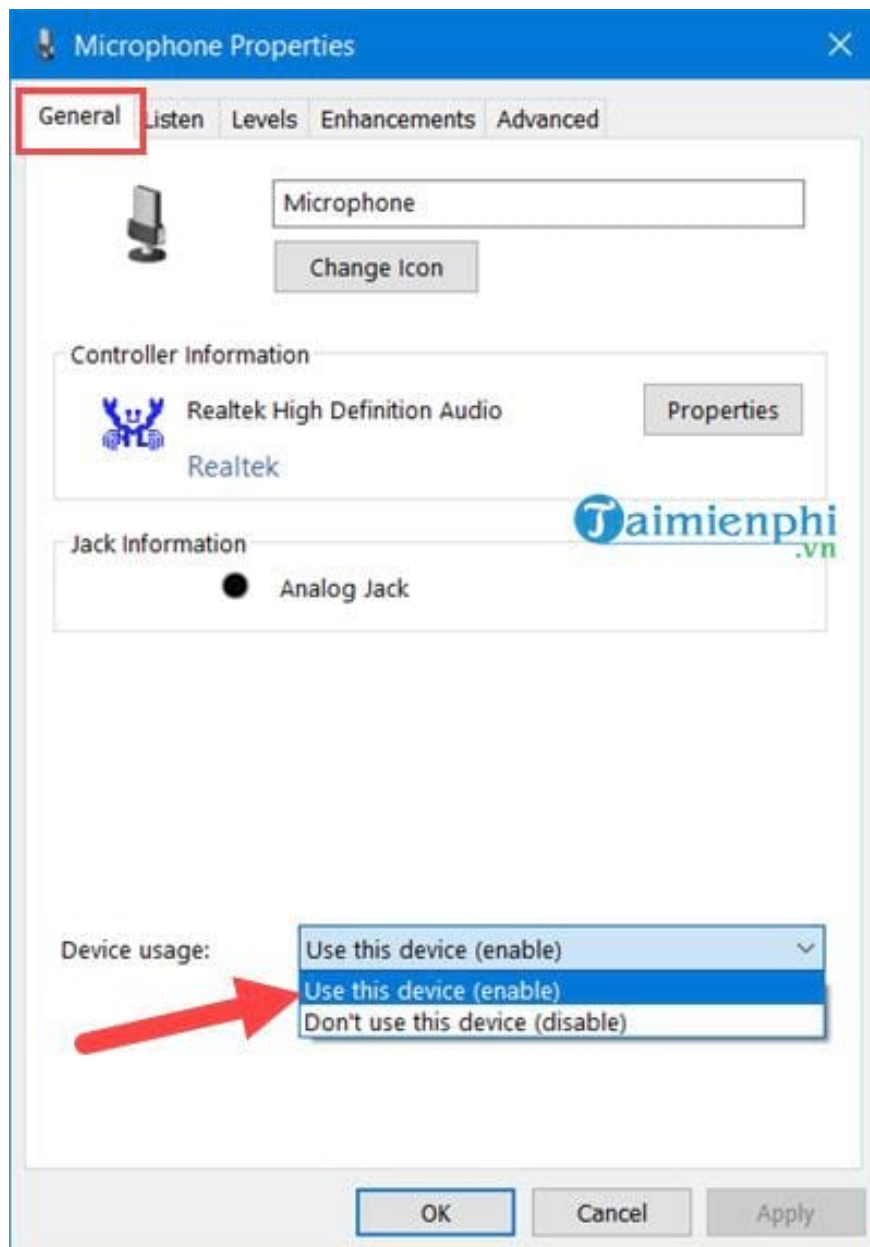 Microphone Properties
General Listen Levels Enhancements Advanced
Microphone
Change Icon
Controller Information
Realtek High Definition Audio
Properties
Realtek
Taimienphi
.vn
Jack Information
Analog Jack
Device usage:
Use this device (enable)
Use this device (enable)
Don't use this device (disable)
OK Cancel Apply